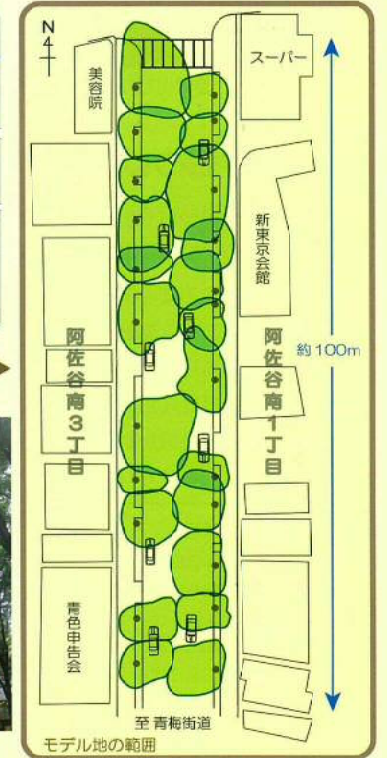 N
4
美容院
スーパー
新東京会館
約100m
阿佐谷南3丁目
阿佐谷南1丁目
青色申告会
至 青梅街道
モデル地の範囲